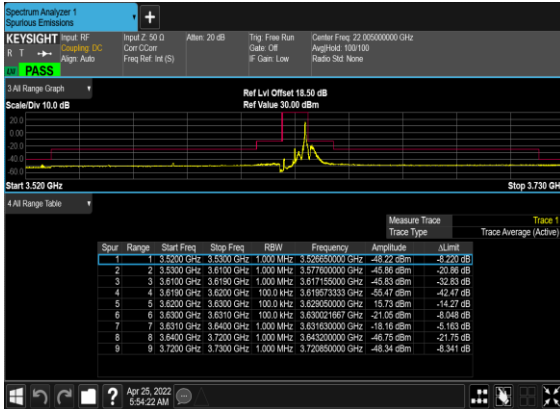 Spectrum Analyzer 1
Spurious Emissions
KEYSIGHT Input: RF Input Z: 50 Ω Atten: 20 dB Trig: Free Run Center Freq: 22.005000000 GHz
R T Coupling: DC Corr CCorr Gate: Off Avg|Hold: 100/100
Align: Auto Freq Ref: Int (S) IF Gain: Low Radio Std: None
PASS
3 All Range Graph Ref Lvl Offset 18.50 dB
Scale/Div 10.0 dB Ref Value 30.00 dBm
20.0
0.00
-20.0
-40.0
-60.0
Start 3.520 GHz Stop 3.730 GH
4 All Range Table
Measure Trace Trace 1
Trace Type Trace Average (Active)
Spur Range Start Freq Stop Freq RBW Frequency Amplitude ΔLimit
1 1 3.5200 GHz 3.5300 GHz 1.000 MHz 3.526650000 GHz -48.22 dBm -8.220 dB
2 2 3.5300 GHz 3.6100 GHz 1.000 MHz 3.577600000 GHz -45.86 dBm -20.86 dB
3 3 3.6100 GHz 3.6190 GHz 1.000 MHz 3.617155000 GHz -45.83 dBm -32.83 dB
4 4 3.6190 GHz 3.6200 GHz 100.0 kHz 3.619573333 GHz -55.47 dBm -42.47 dB
5 5 3.6200 GHz 3.6300 GHz 100.0 kHz 3.629050000 GHz 15.73 dBm -14.27 dB
6 6 3.6300 GHz 3.6310 GHz 100.0 kHz 3.630021667 GHz -21.05 dBm -8.048 dB
7 7 3.6310 GHz 3.6400 GHz 1.000 MHz 3.631630000 GHz -18.16 dBm -5.163 dB
8 8 3.6400 GHz 3.7200 GHz 1.000 MHz 3.643200000 GHz -46.75 dBm -21.75 dB
9 9 3.7200 GHz 3.7300 GHz 1.000 MHz 3.720850000 GHz -48.34 dBm -8.341 dB
Apr 25, 2022
5:54:22 AM